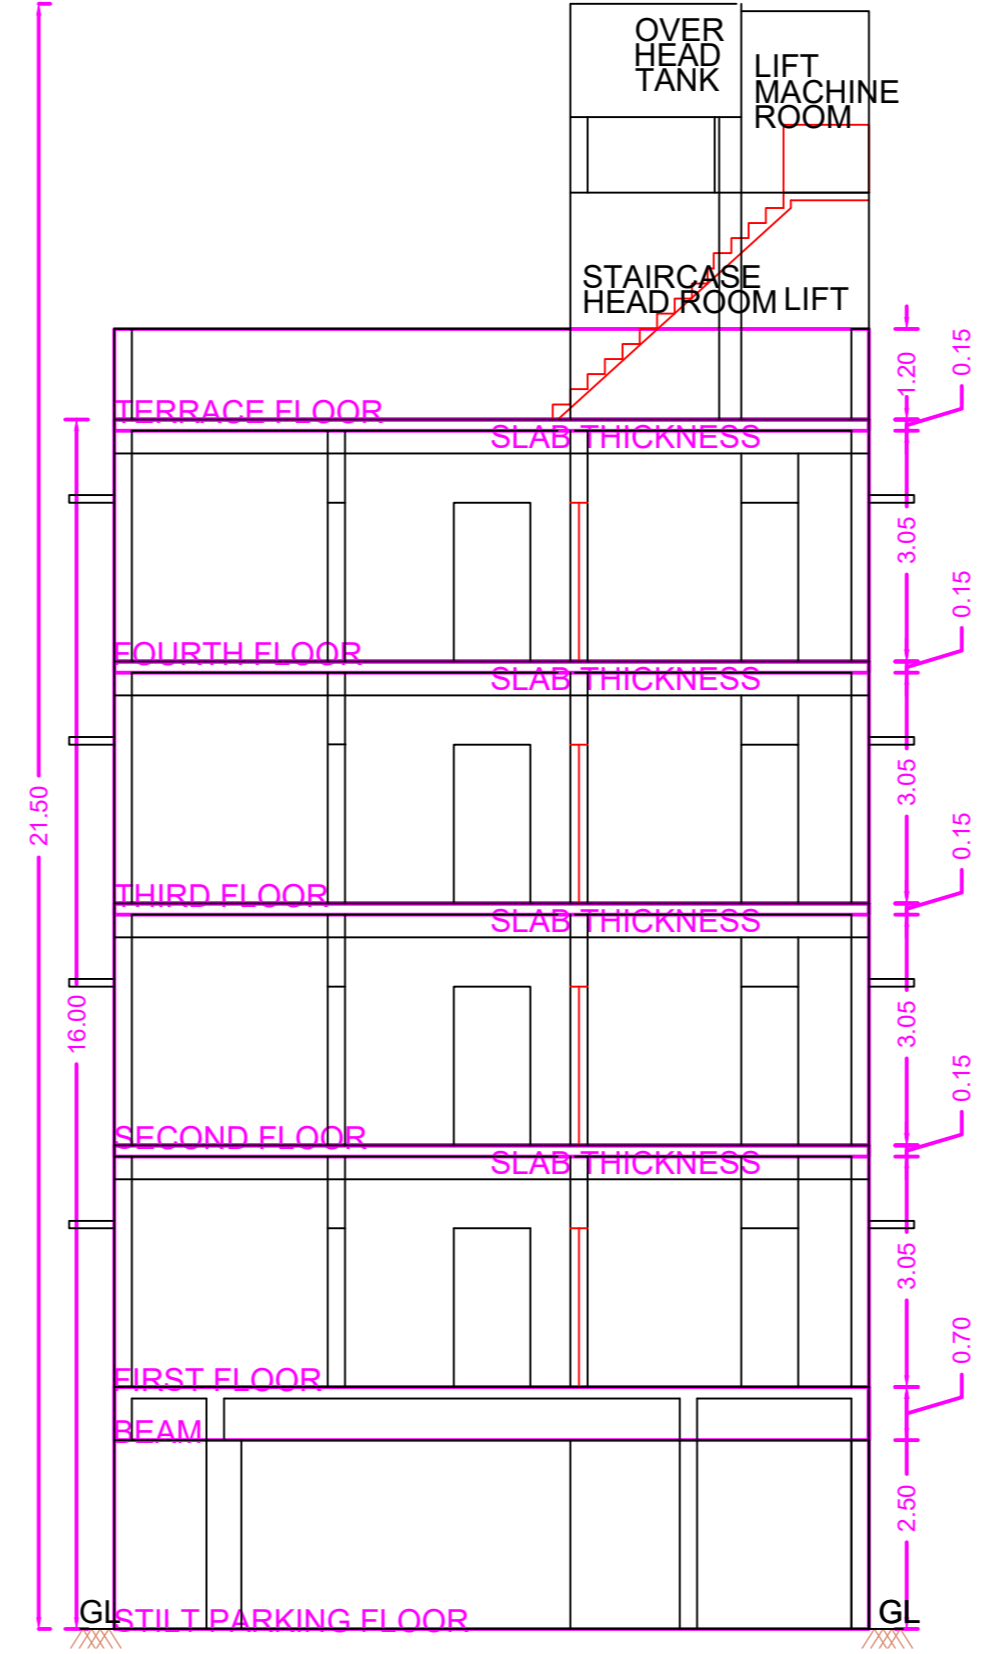 OVER
HEAD
TANK
LIFT
MACHINE
ROOM
STAIRCASE
HEAD ROOM
LIFT
1.20
0.15
TERRACE FLOOR
SLAB THICKNESS
3.05
0.15
FOURTH FLOOR
SLAB THICKNESS
3.05
21.50
0.15
THIRD FLOOR
SLAB THICKNESS
16.00
3.05
0.15
SECOND FLOOR
SLAB THICKNESS
3.05
0.70
FIRST FLOOR
BEAM
2.50
GL
STILT PARKING FLOOR
GL